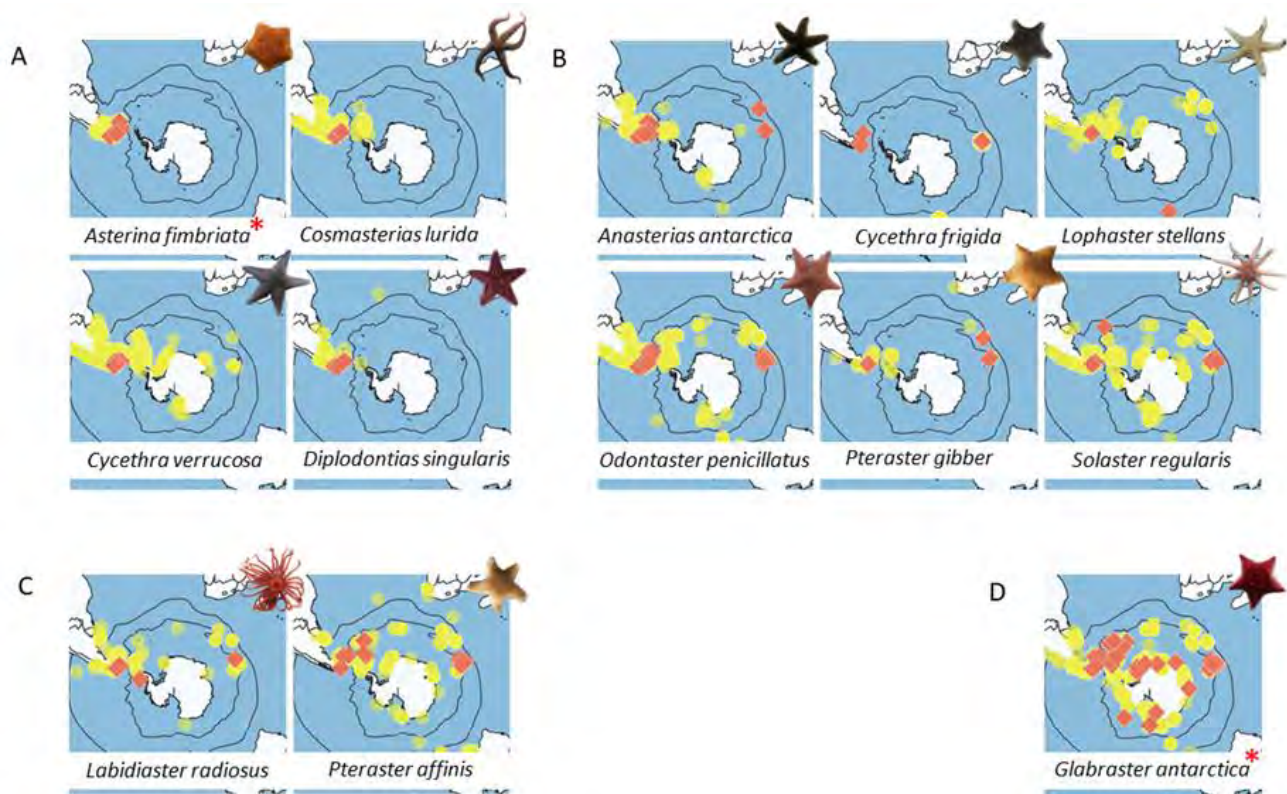 A
B
Asterina fimbriata*
Cosmasterias lurida
Anasterias antarctica
Cycethra frigida
Lophaster stellans
Cycethra verrucosa
Diplodontias singularis
Odontaster penicillatus
Pteraster gibber
Solaster regularis
C
D
Labidiaster radiosus
Pteraster affinis
Glabraster antarctica*